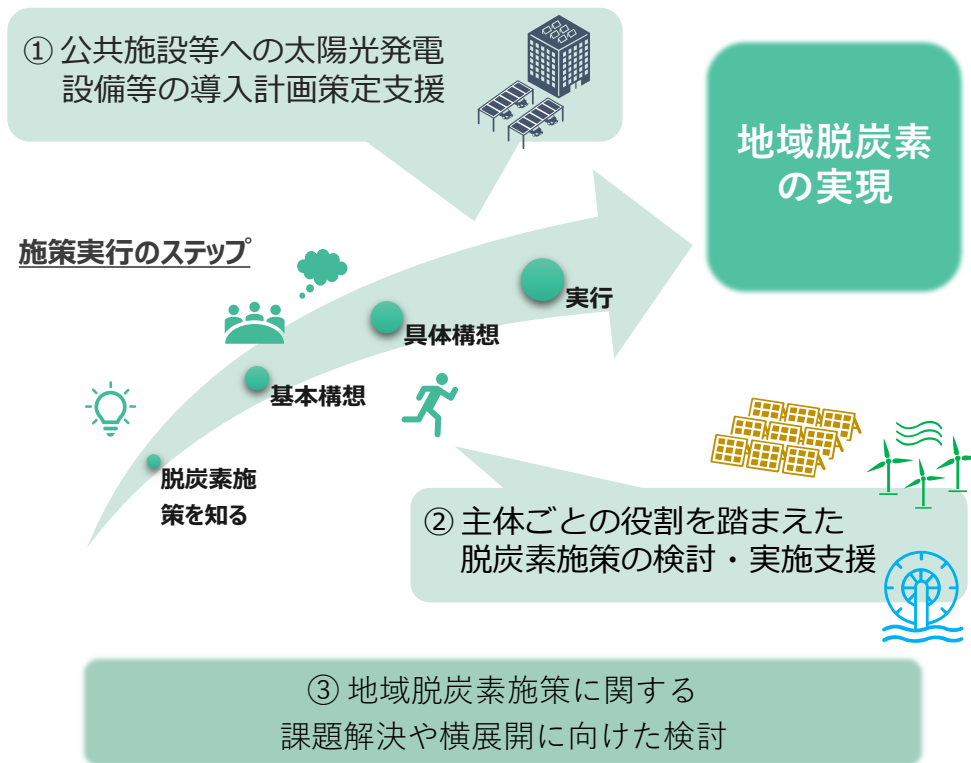 ① 公共施設等への太陽光発電
設備等の導入計画策定支援
地域脱炭素
の実現
施策実行のステップ
実行
具体構想
基本構想
脱炭素施
策を知る
② 主体ごとの役割を踏まえた
脱炭素施策の検討・実施支援
③ 地域脱炭素施策に関する
課題解決や横展開に向けた検討